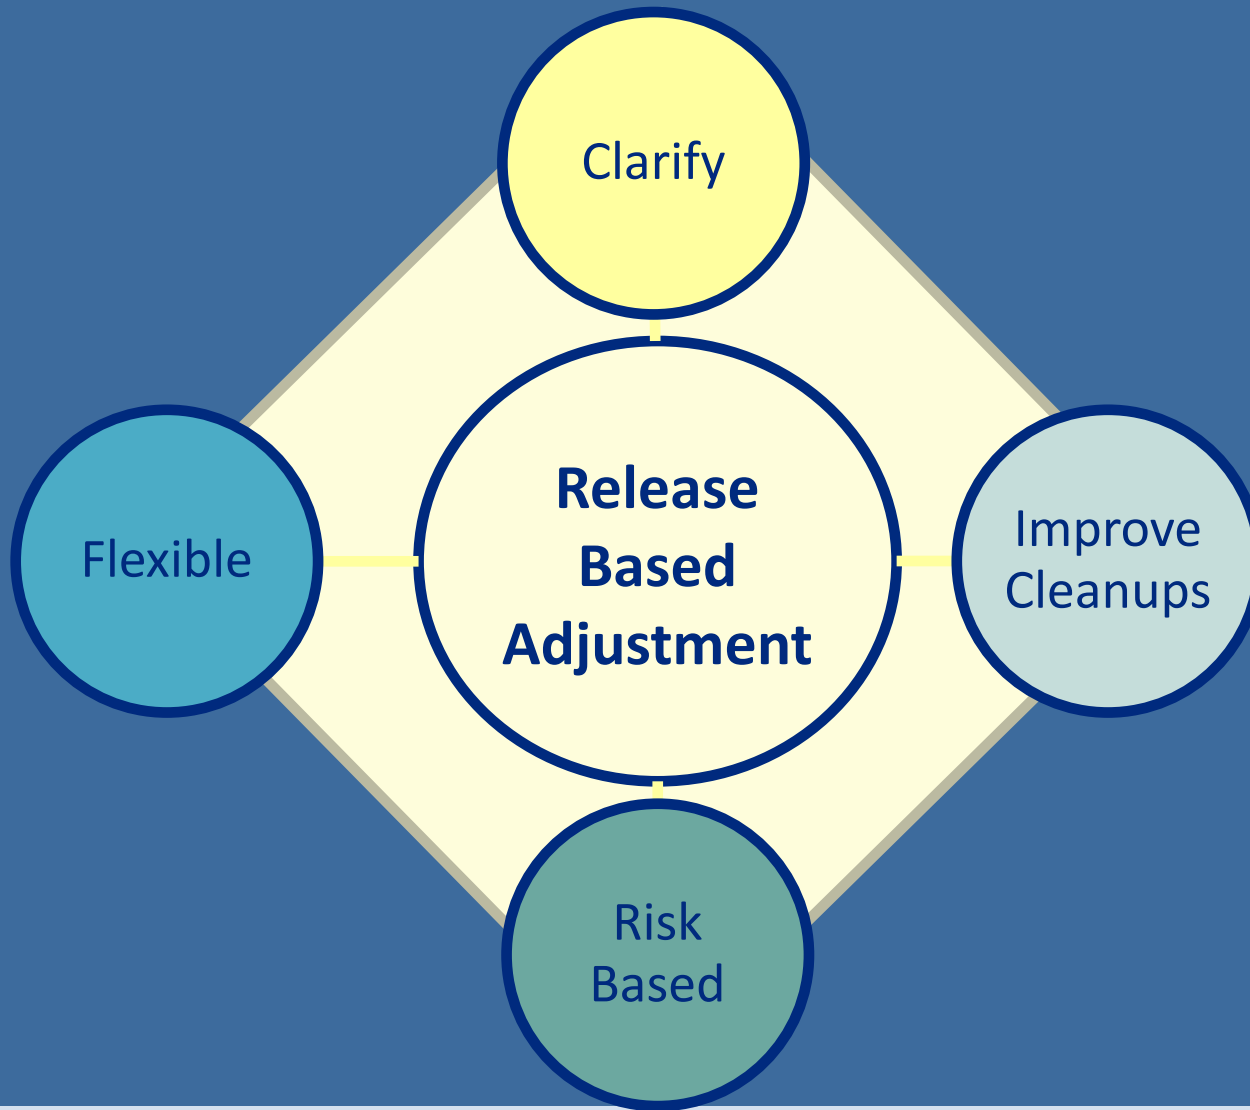 Clarify
Flexible
Release
Based
Adjustment
Improve
Cleanups
Risk
Based